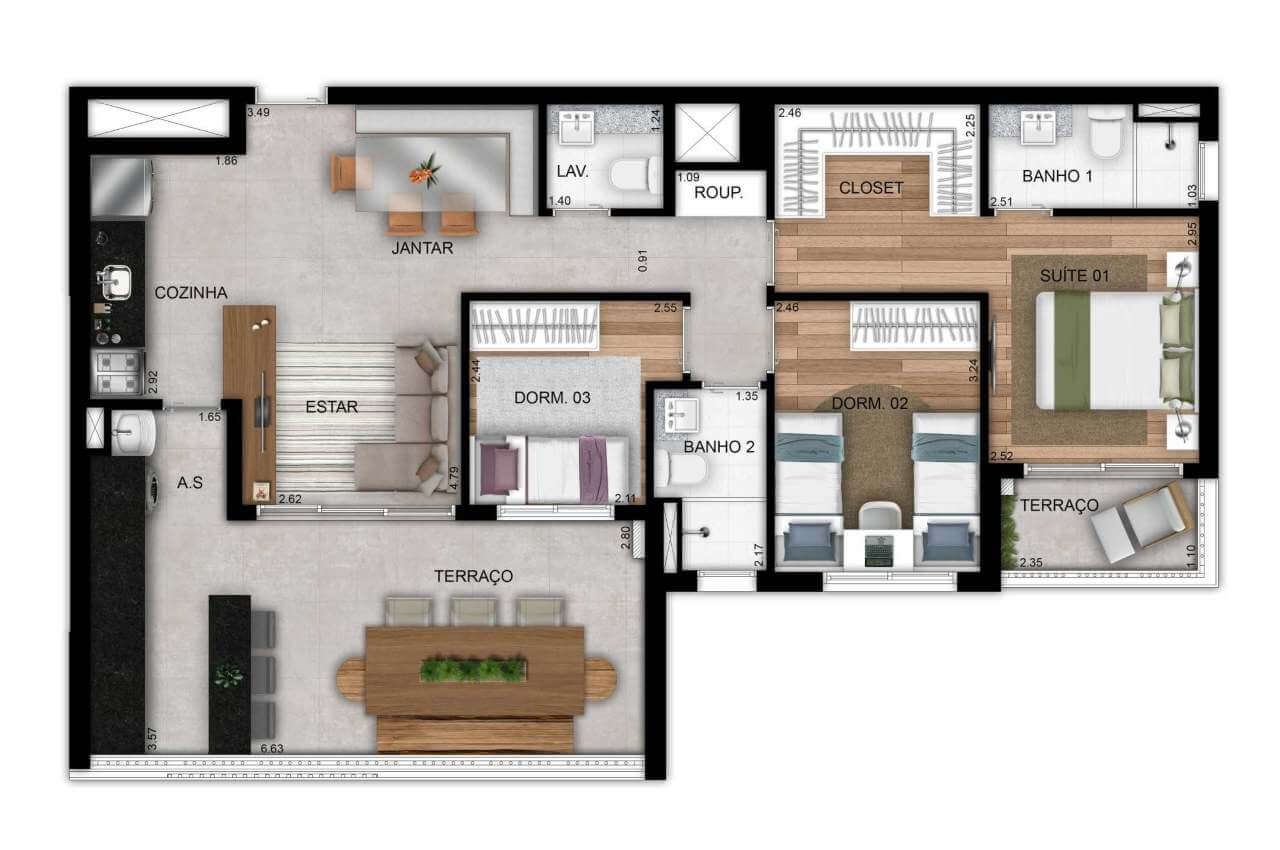 3.49
1.86
JANTAR
COZINHA
2.92
1.65
ESTAR
2.62
4.79
A.S
LAV.
1.24
1.40
1.09
ROUP.
0.91
2.46
2.25
CLOSET
BANHO 1
2.51
1.03
2.95
SUÍTE 01
2.52
2.55
2.44
DORM. 03
2.11
2.46
3.24
DORM. 02
1.35
BANHO 2
2.17
TERRAÇO
2.35
1.10
2.80
TERRAÇO
3.57
6.63